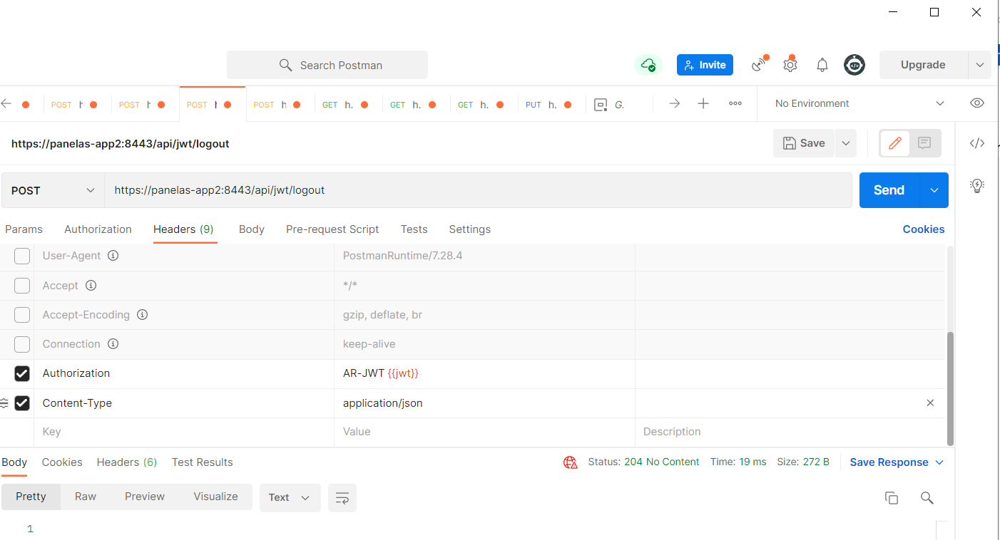 Search Postman
Invite
Upgrade
POST h
POST h
POST h
POST h
GET h.
GET h.
GET h.
PUT h.
G.
No Environment
https://panelas-app2:8443/api/jwt/logout
Save
POST
https://panelas-app2:8443/api/jwt/logout
Send
Params Authorization Headers (9) Body Pre-request Script Tests Settings Cookies
User-Agent PostmanRuntime/7.28.4
Accept */*
Accept-Encoding gzip, deflate, br
Connection keep-alive
Authorization AR-JWT {{jwt}}
Content-Type application/json
Key Value Description
Body Cookies Headers (6) Test Results Status: 204 No Content Time: 19 ms Size: 272 B Save Response
Pretty Raw Preview Visualize Text
1